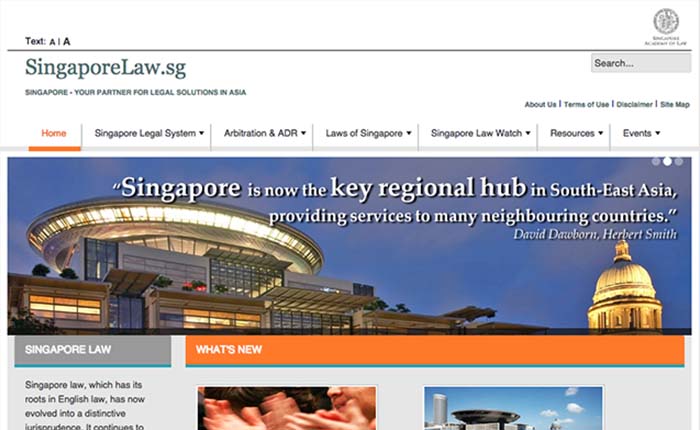 SINGAPORE
ACADEMY OF LAW
Text: A | A
Search...
SingaporeLaw.sg
SINGAPORE - YOUR PARTNER FOR LEGAL SOLUTIONS IN ASIA
About Us | Terms of Use | Disclaimer | Site Map
Home Singapore Legal System Arbitration & ADR Laws of Singapore Singapore Law Watch Resources Events
“Singapore is now the key regional hub in South-East Asia,
providing services to many neighbouring countries.”
David Dawborn, Herbert Smith
SINGAPORE LAW
WHAT'S NEW
Singapore law, which has its
roots in English law, has now
evolved into a distinctive
jurisprudence. It continues to